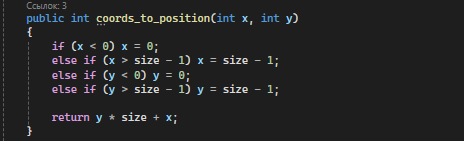 Ссылок: 3
public int coords_to_position(int x, int y)
{
if (x < 0) x = 0;
else if (x > size - 1) x = size - 1;
else if (y < 0) y = 0;
else if (y > size - 1) y = size - 1;
return y * size + x;
}